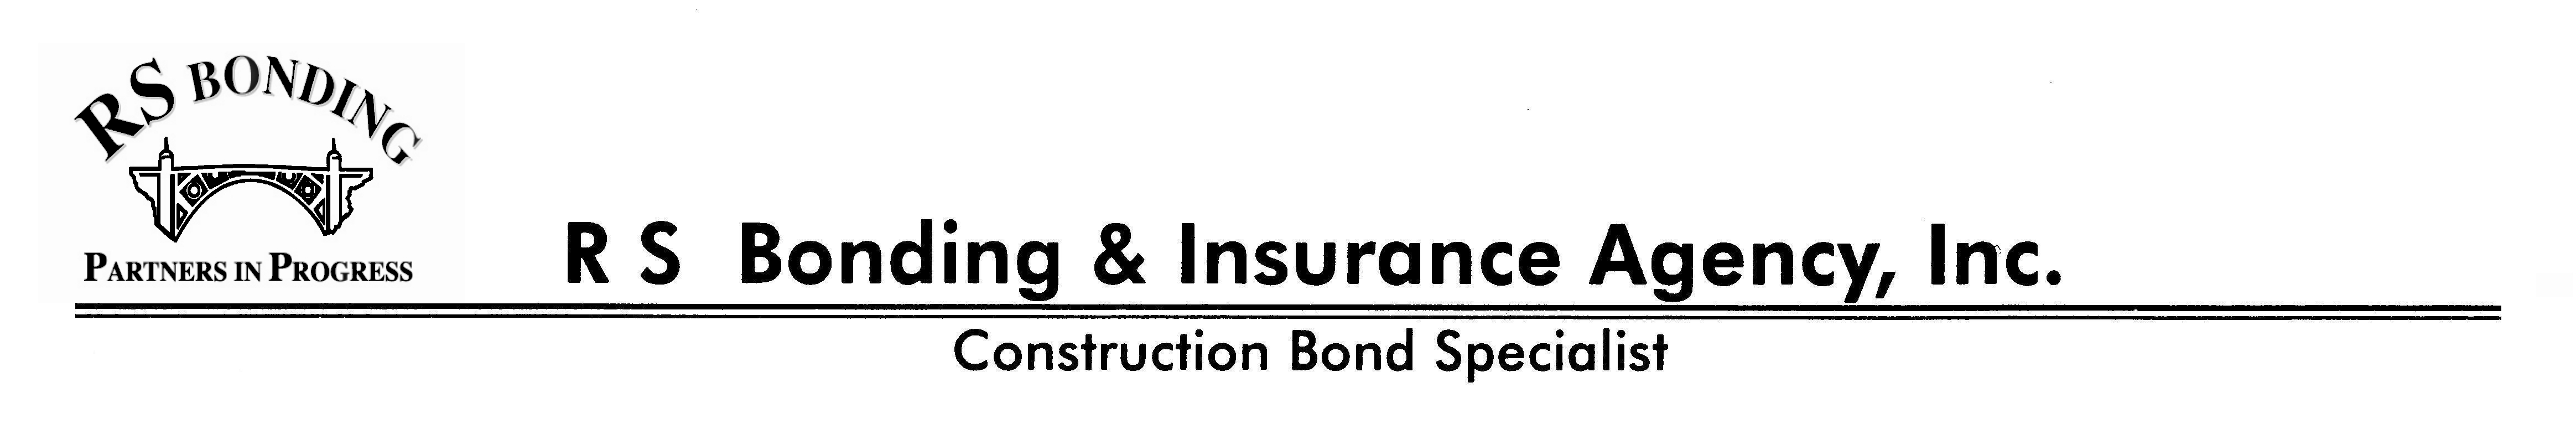 RS BONDING
PARTNERS IN PROGRESS
R S Bonding & Insurance Agency, Inc.
Construction Bond Specialist